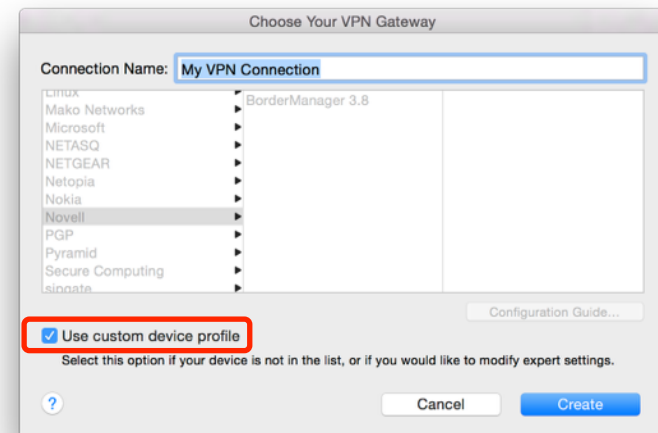 Choose Your VPN Gateway
Connection Name: My VPN Connection
Linux
BorderManager 3.8
Mako Networks
Microsoft
NETASQ
NETGEAR
Netopia
Nokia
Novell
PGP
Pyramid
Secure Computing
sipgate
Configuration Guide...
Use custom device profile
Select this option if your device is not in the list, or if you would like to modify expert settings.
?
Cancel
Create